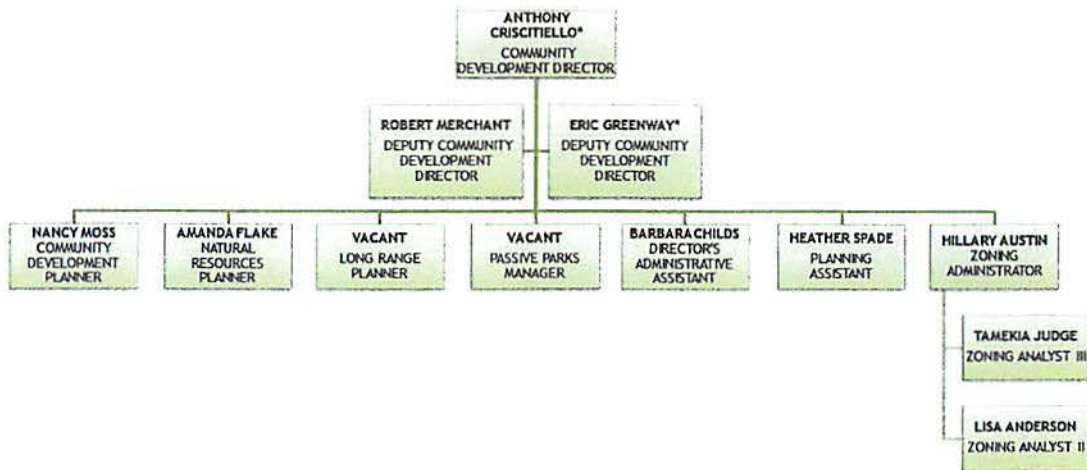 ANTHONY
CRISCITIELLO*
COMMUNITY
DEVELOPMENT DIRECTOR
ROBERT MERCHANT
DEPUTY COMMUNITY
DEVELOPMENT
DIRECTOR
ERIC GREENWAY*
DEPUTY COMMUNITY
DEVELOPMENT
DIRECTOR
NANCY MOSS
COMMUNITY
DEVELOPMENT
PLANNER
AMANDA FLAKE
NATURAL
RESOURCES
PLANNER
VACANT
LONG RANGE
PLANNER
VACANT
PASSIVE PARKS
MANAGER
BARBARA CHILDS
DIRECTOR'S
ADMINISTRATIVE
ASSISTANT
HEATHER SPADE
PLANNING
ASSISTANT
HILLARY AUSTIN
ZONING
ADMINISTRATOR
TAMEKIA JUDGE
ZONING ANALYST III
LISA ANDERSON
ZONING ANALYST II